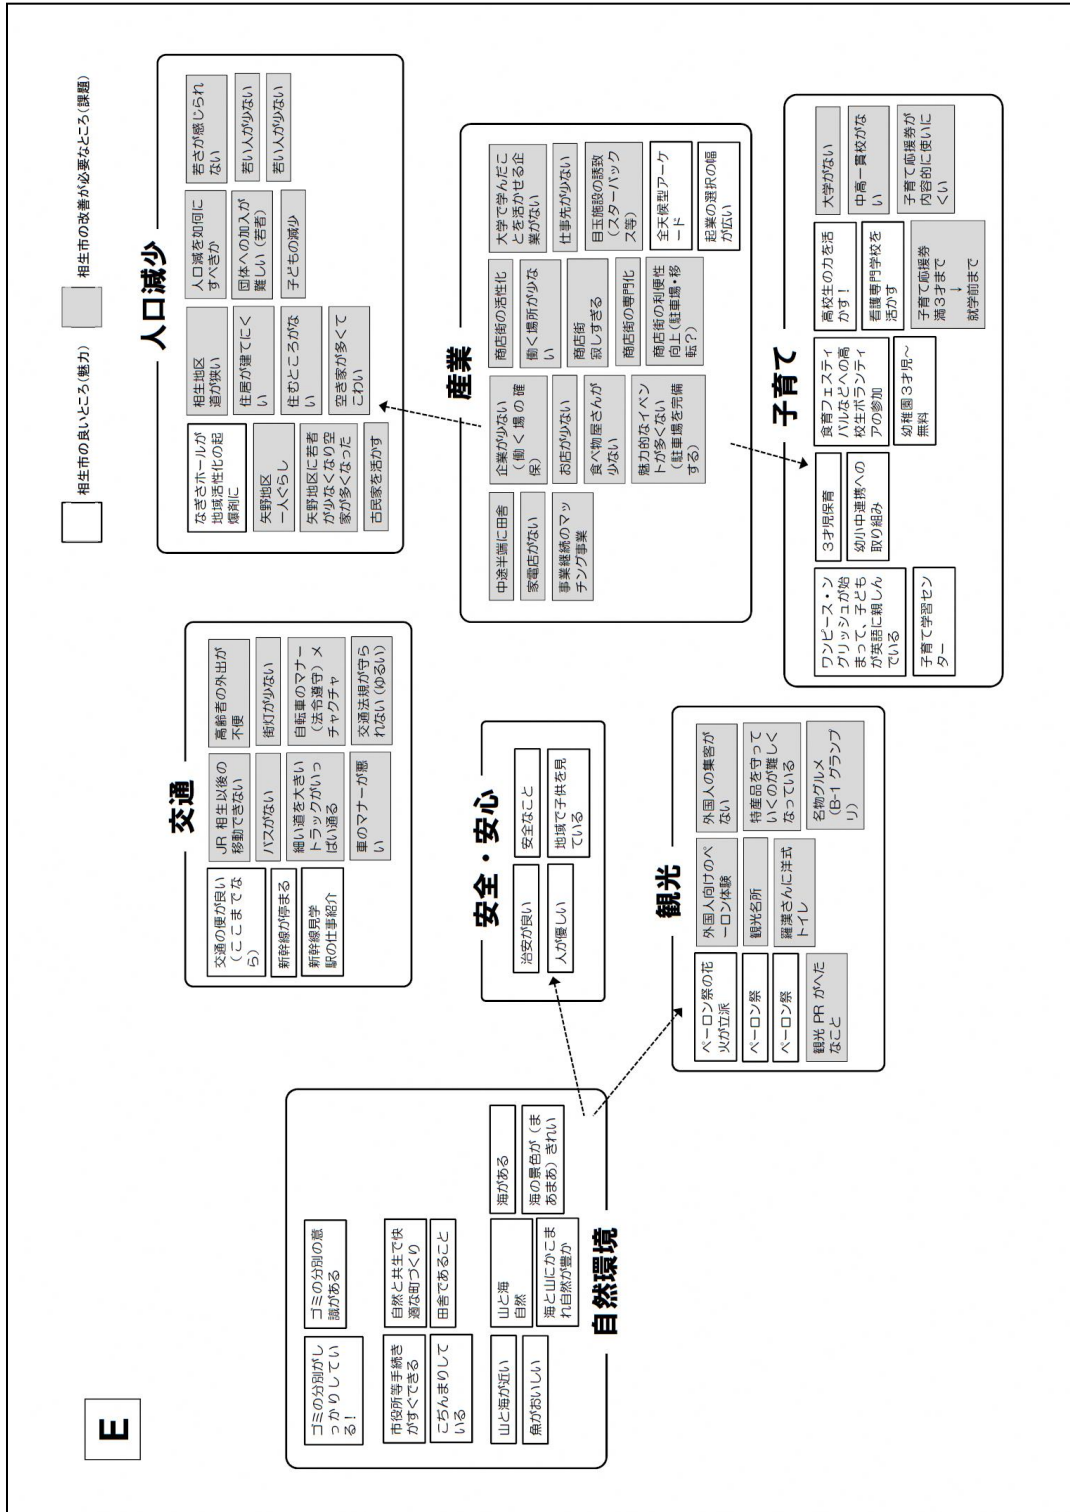 E
相生市の良いところ(魅力)
相生市の改善が必要なところ(課題)
自然環境
ゴミの分別がし
っかりしてい
る!
ゴミの分別の意
識がある
市役所等手続き
がすぐできる
自然と共生で快
適な町づくり
こぢんまりして
いる
田舎であること
山と海が近い
山と海
自然
海がある
魚がおいしい
海と山にかこま
れ自然が豊か
海の景色が(ま
あまあ)きれい
交通
交通の便が良い
(ここまでな
ら)
新幹線が停まる
新幹線見学
駅の仕事紹介
JR 相生以後の
移動できない
バスがない
細い道を大きい
トラックがいっ
ぱい通る
車のマナーが悪
い
高齢者の外出が
不便
街灯が少ない
自転車のマナー
(法令遵守)メ
チャクチャ
交通法規が守ら
れない(ゆるい)
人口減少
なぎさホールが
地域活性化の起
爆剤に
矢野地区
一人ぐらし
矢野地区に若者
が少なくなり空
家が多くなった
古民家を活かす
相生地区
道が狭い
住居が建てにく
い
住むところがな
い
空き家が多くて
こわい
人口減を如何に
すべきか
団体への加入が
難しい(若者)
子どもの減少
若さが感じられ
ない
若い人が少ない
若い人が少ない
安全・安心
治安が良い
人が優しい
安全なこと
地域で子供を見
ている
産業
中途半端に田舎
家電店がない
事業継続のマッ
チング事業
企業が少ない
(働く場の確
保)
お店が少ない
食べ物屋さんが
少ない
魅力的なイベン
トが多くない
(駐車場を完備
する)
商店街の活性化
働く場所が少な
い
商店街
寂しすぎる
商店街の専門化
商店街の利便性
向上(駐車場・移
転?)
大学で学んだこ
とを活かせる企
業がない
仕事先が少ない
目玉施設の誘致
(スターバック
ス等)
全天候型アーケ
ード
起業の選択の幅
が広い
観光
ペーロン祭の花
火が立派
ペーロン祭
ペーロン祭
観光 PR がへた
なこと
外国人向けのペ
ーロン体験
観光名所
羅漢さんに洋式
トイレ
外国人の集客が
ない
特産品を守って
いくのが難しく
なっている
名物グルメ
(B-1 グランプ
リ)
子育て
ワンピース・ン
グリッシュが始
まって、子ども
が英語に親しん
でいる
子育て学習セン
ター
3才児保育
幼小中連携への
取り組み
食育フェスティ
バルなどへの高
校生ボランティ
アの参加
幼稚園3才児~
無料
高校生の力を活
かす!
看護専門学校を
活かす
子育て応援券
満3才まで
↓
就学前まで
大学がない
中高一貫校がな
い
子育て応援券が
内容的に使いに
くい